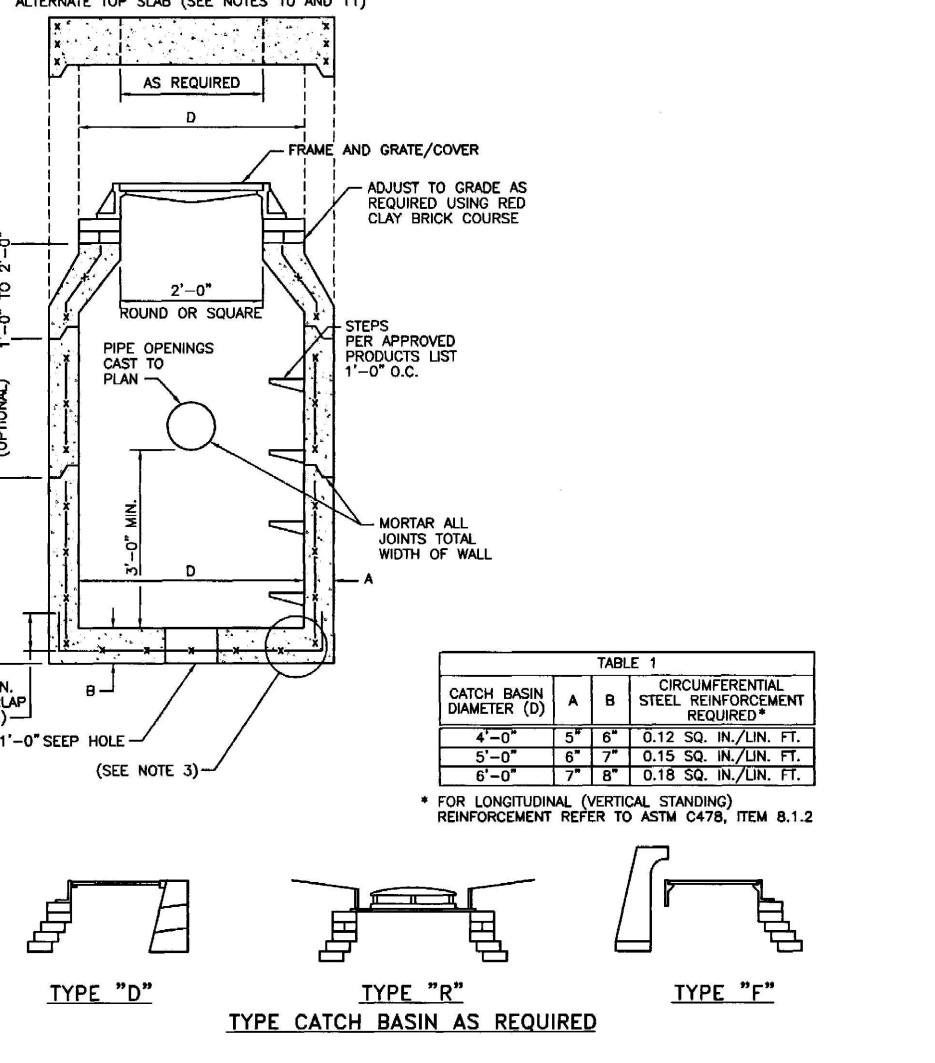 ALTERNATE TOP SLAB (SEE NOTES 10 AND 11)
AS REQUIRED
D
FRAME AND GRATE/COVER
ADJUST TO GRADE AS
REQUIRED USING RED
CLAY BRICK COURSE
1'-0" TO 2'-0"
2'-0"
ROUND OR SQUARE
STEPS
PER APPROVED
PRODUCTS LIST
1'-0" O.C.
PIPE OPENINGS
CAST TO
PLAN
(OPTIONAL)
3'-0" MIN.
MORTAR ALL
JOINTS TOTAL
WIDTH OF WALL
D
A
B
1'-0" SEEP HOLE
(SEE NOTE 3)
TABLE 1
CATCH BASIN DIAMETER (D) A B CIRCUMFERENTIAL STEEL REINFORCEMENT REQUIRED*
4'-0" 5" 6" 0.12 SQ. IN./LIN. FT.
5'-0" 6" 7" 0.15 SQ. IN./LIN. FT.
6'-0" 7" 8" 0.18 SQ. IN./LIN. FT.
* FOR LONGITUDINAL (VERTICAL STANDING)
REINFORCEMENT REFER TO ASTM C478, ITEM 8.1.2
TYPE "D"
TYPE "R"
TYPE "F"
TYPE CATCH BASIN AS REQUIRED